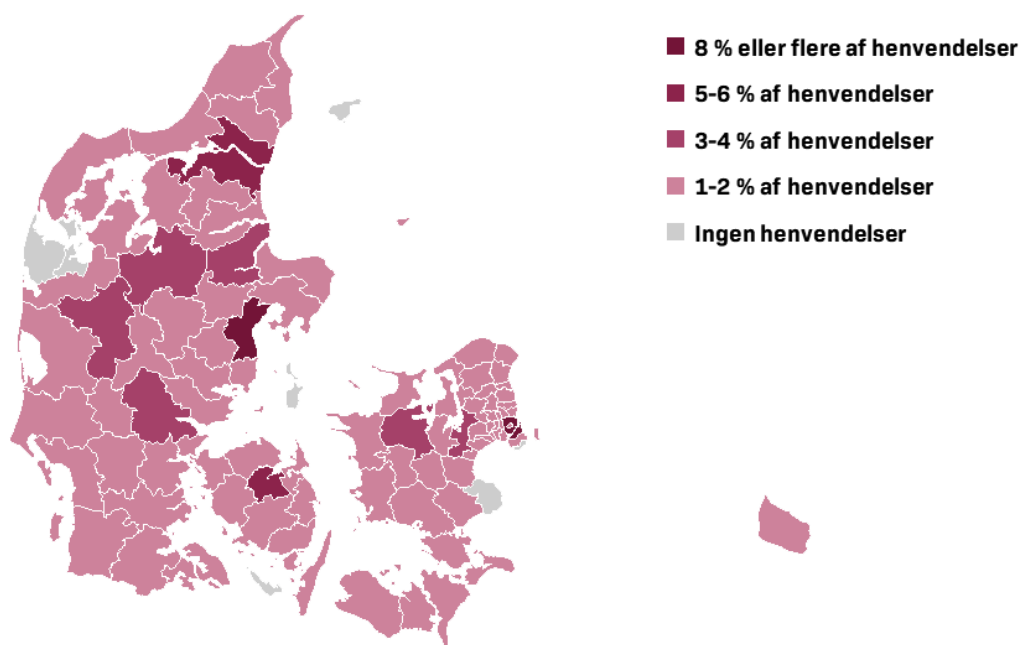 8 % eller flere af henvendelser
5-6 % af henvendelser
3-4 % af henvendelser
1-2 % af henvendelser
Ingen henvendelser